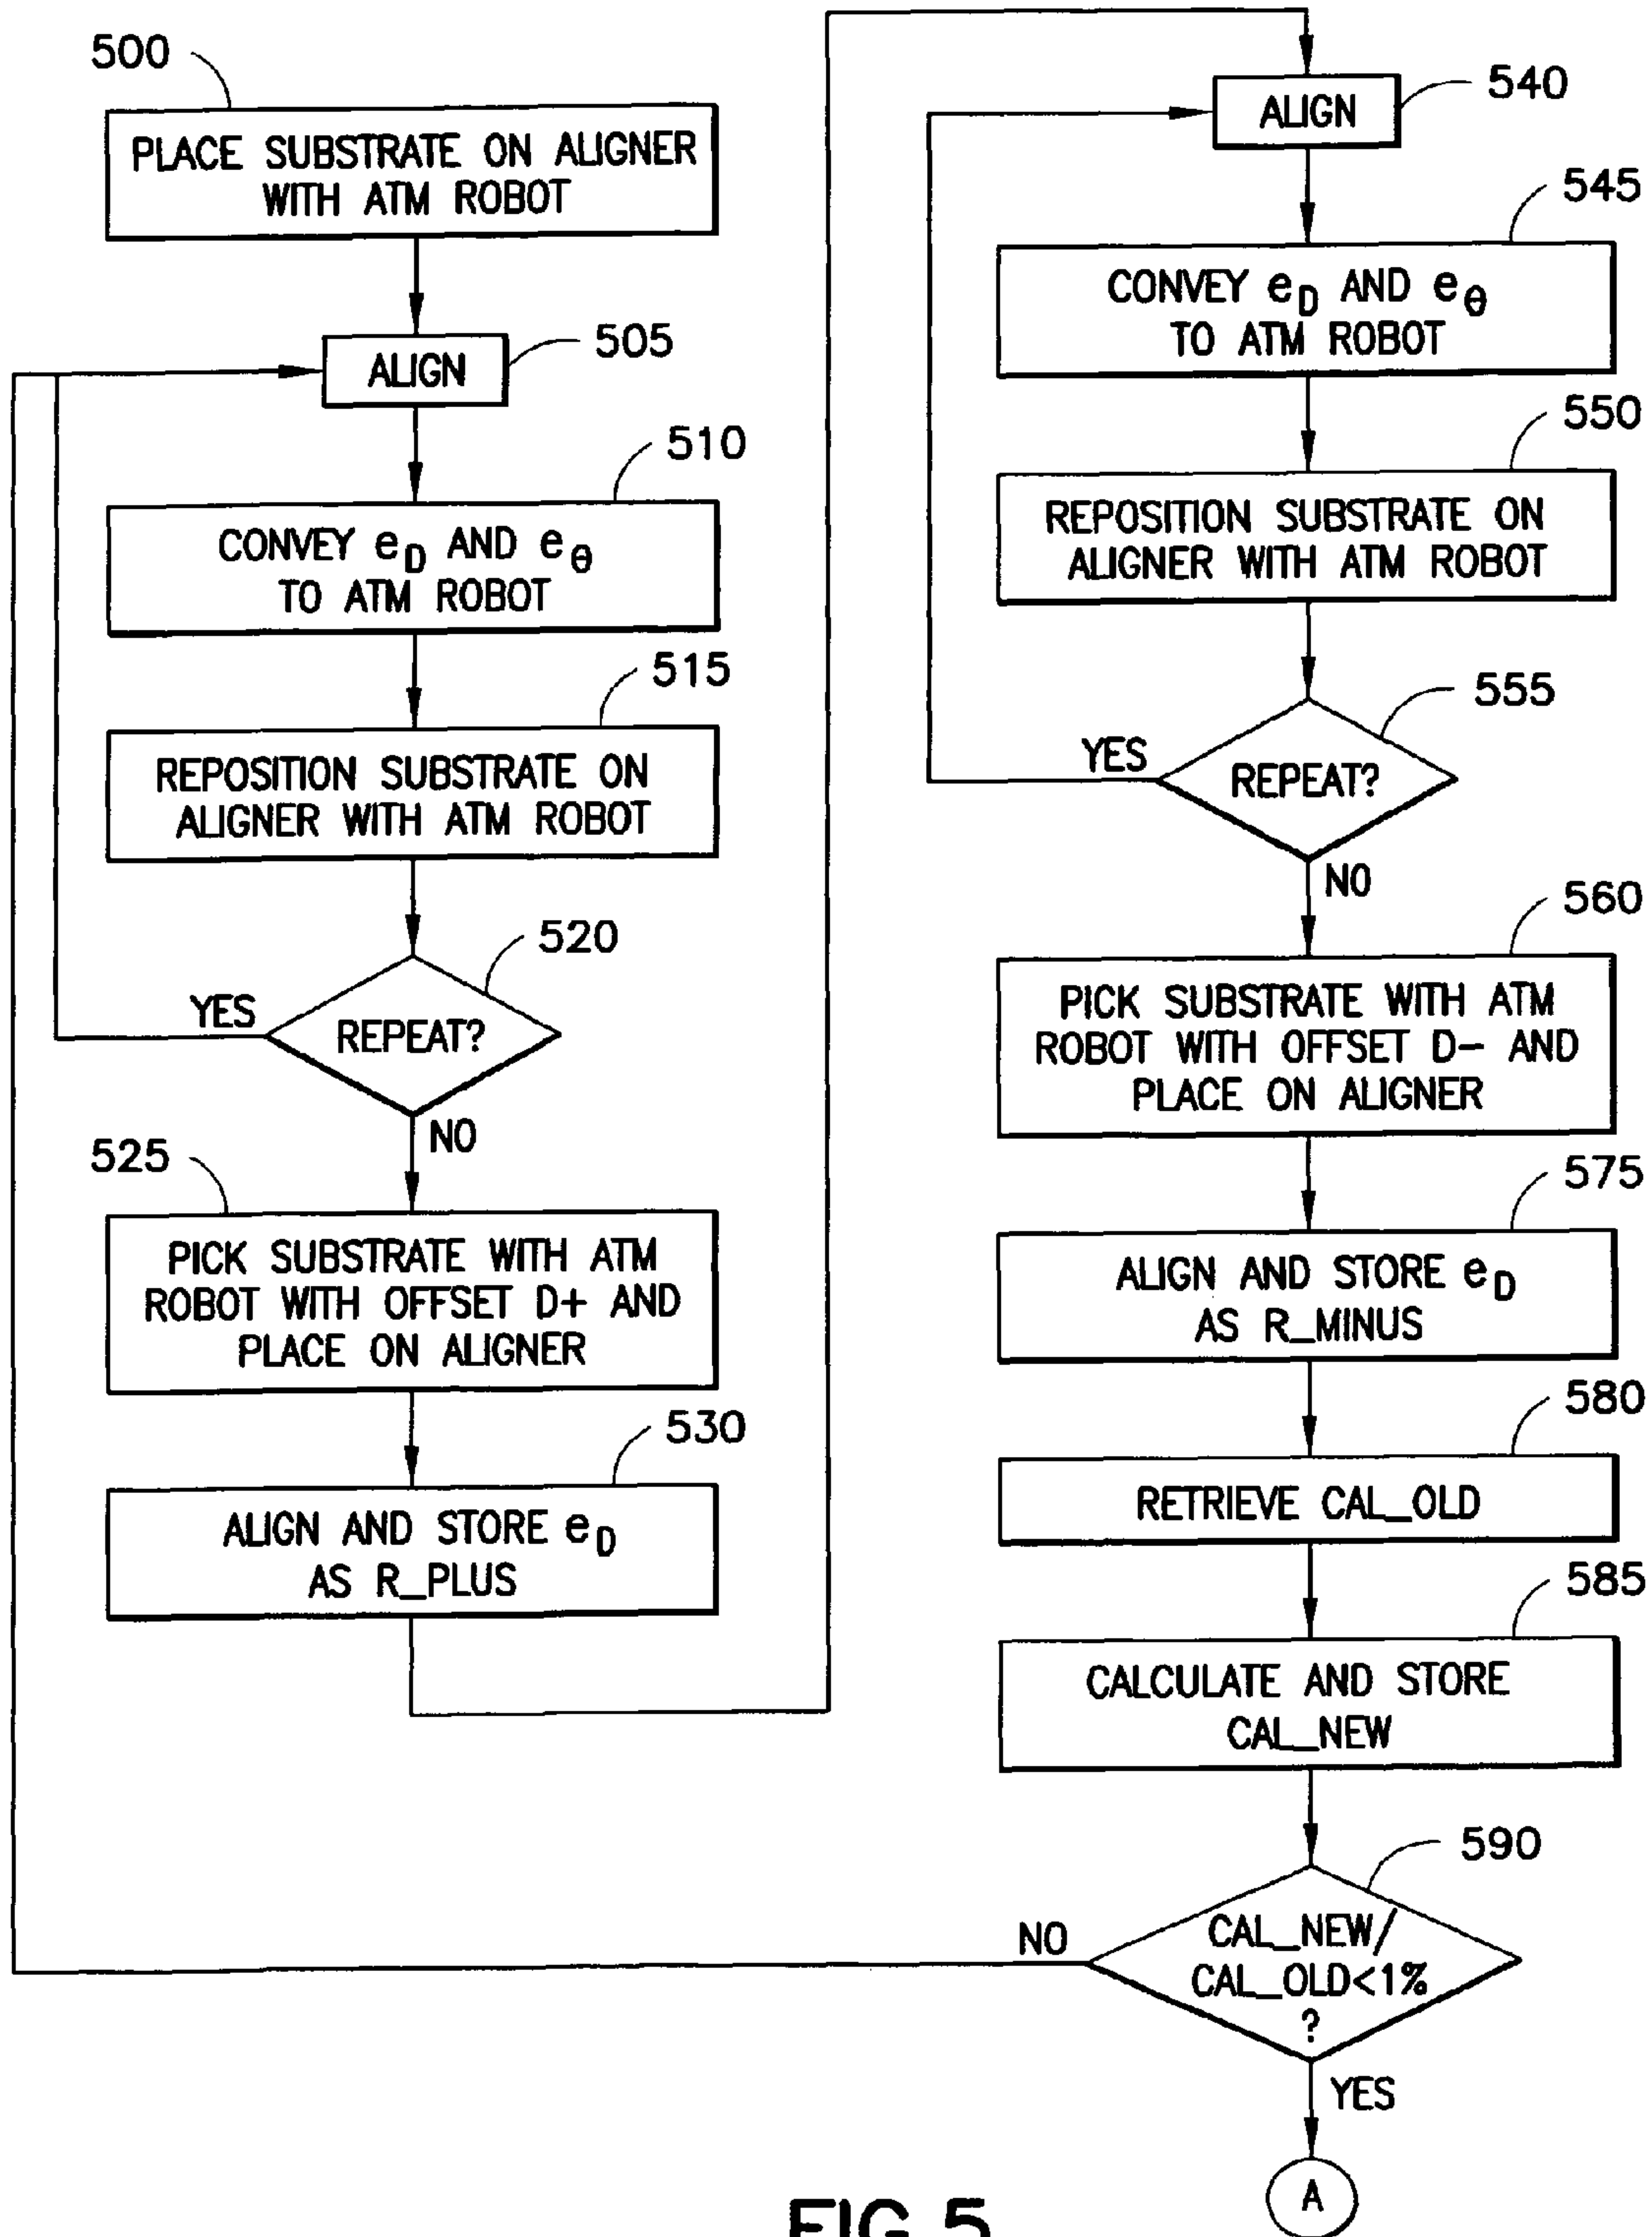 500
PLACE SUBSTRATE ON ALIGNER
WITH ATM ROBOT
ALIGN
505
510
CONVEY eD AND eθ
TO ATM ROBOT
515
REPOSITION SUBSTRATE ON
ALIGNER WITH ATM ROBOT
520
YES
REPEAT?
NO
525
PICK SUBSTRATE WITH ATM
ROBOT WITH OFFSET D+ AND
PLACE ON ALIGNER
530
ALIGN AND STORE eD
AS R_PLUS
ALIGN
540
545
CONVEY eD AND eθ
TO ATM ROBOT
550
REPOSITION SUBSTRATE ON
ALIGNER WITH ATM ROBOT
555
YES
REPEAT?
NO
560
PICK SUBSTRATE WITH ATM
ROBOT WITH OFFSET D− AND
PLACE ON ALIGNER
575
ALIGN AND STORE eD
AS R_MINUS
580
RETRIEVE CAL_OLD
585
CALCULATE AND STORE
CAL_NEW
590
NO
CAL_NEW/
CAL_OLD<1%
?
YES
A
FIG.5